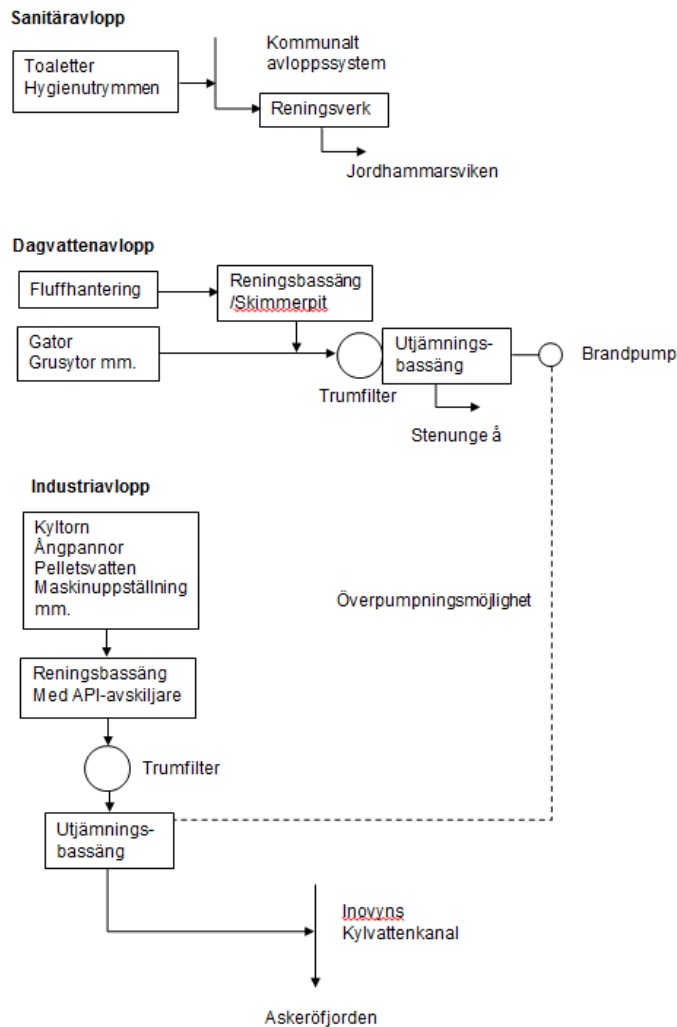 Sanitäravlopp
Toaletter
Hygienutrymmen
Kommunalt
avloppssystem
Reningsverk
Jordhammarsviken
Dagvattenavlopp
Fluffhantering
Reningsbassäng
/Skimmerpit
Gator
Grusytor mm.
Trumfilter
Utjämnings-
bassäng
Brandpump
Stenunge å
Industriavlopp
Kyltorn
Ångpannor
Pelletsvatten
Maskinuppställning
mm.
Överpumpningsmöjlighet
Reningsbassäng
Med API-avskiljare
Trumfilter
Utjämnings-
bassäng
Inovyns
Kylvattenkanal
Askeröfjorden